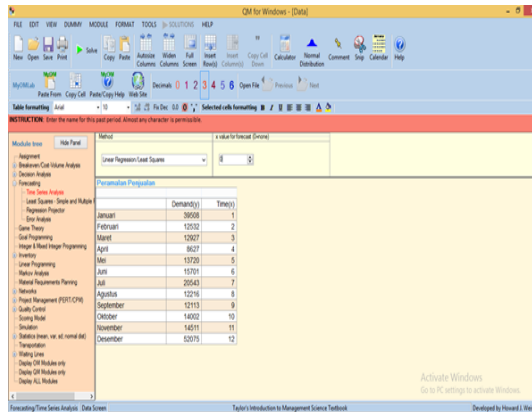 QM for Windows - [Data]
FILE EDIT VIEW DUMMY MODULE FORMAT TOOLS SOLUTIONS HELP
New Open Save Print Solve Copy Paste Autosize Columns Widen Columns Full Screen Insert Row(s) Insert Column(s) Copy Cell Down Calculator Normal Distribution Comment Snip Calendar Help
MyOMLab Paste From Copy Cell Paste/Copy Help Web Site Decimals 0 1 2 3 4 5 6 Open File Previous Next
Table formatting Arial 10 Fix Dec 0.0 Selected cells formatting B I U
INSTRUCTION: Enter the name for this past period. Almost any character is permissible.
Module tree Hide Panel
Method
x value for forecast (0=none)
Linear Regression/Least Squares
Assignment
Breakeven/Cost-Volume Analysis
Decision Analysis
Forecasting
Time Series Analysis
Least Squares - Simple and Multiple
Regression Projector
Error Analysis
Game Theory
Goal Programming
Integer & Mixed Integer Programming
Inventory
Linear Programming
Markov Analysis
Material Requirements Planning
Networks
Project Management (PERT/CPM)
Quality Control
Scoring Model
Simulation
Statistics (mean, var, sd, normal dist)
Transportation
Waiting Lines
Display OM Modules only
Display QM Modules only
Display ALL Modules
Peramalan Penjualan
Demand(y) Time(x)
Januari 39508 1
Februari 12532 2
Maret 12927 3
April 6627 4
Mei 13720 5
Juni 15701 6
Juli 20543 7
Agustus 12216 8
September 12113 9
Oktober 14002 10
November 14511 11
Desember 52075 12
Activate Windows
Go to PC settings to activate Windows.
Forecasting/Time Series Analysis Data Screen Taylor's Introduction to Management Science Textbook Developed by Howard J. Wei